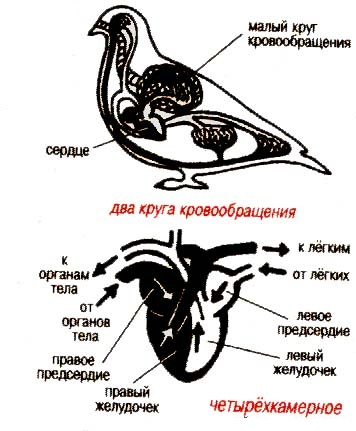 малый круг
кровообращения
сердце
два круга кровообращения
к
органам
тела
к лёгким
от лёгких
от
органов
тела
левое
предсердие
правое
предсердие
левый
желудочек
правый
желудочек
четырёхкамерное